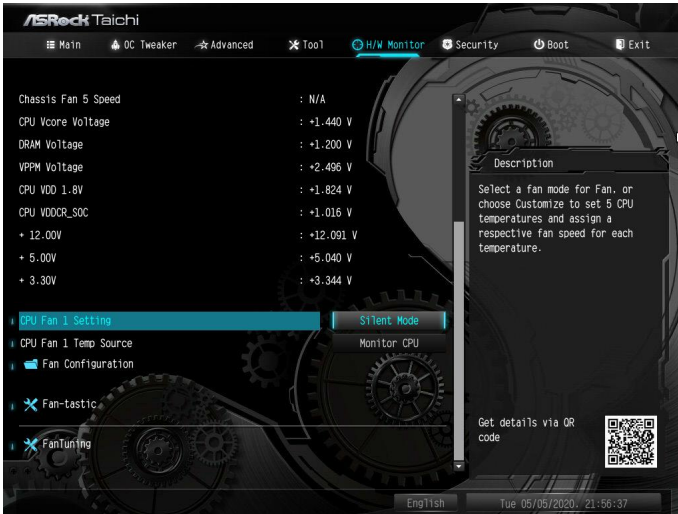 ASRock Taichi
Main OC Tweaker Advanced Tool H/W Monitor Security Boot Exit
Chassis Fan 5 Speed : N/A
CPU Vcore Voltage : +1.440 V
DRAM Voltage : +1.200 V
VPPM Voltage : +2.496 V
CPU VDD 1.8V : +1.824 V
CPU VDDCR_SOC : +1.016 V
+ 12.00V : +12.091 V
+ 5.00V : +5.040 V
+ 3.30V : +3.344 V
CPU Fan 1 Setting Silent Mode
CPU Fan 1 Temp Source Monitor CPU
Fan Configuration
Fan-tastic
FanTuning
Description
Select a fan mode for Fan, or
choose Customize to set 5 CPU
temperatures and assign a
respective fan speed for each
temperature.
Get details via QR
code
English Tue 05/05/2020. 21:56:37